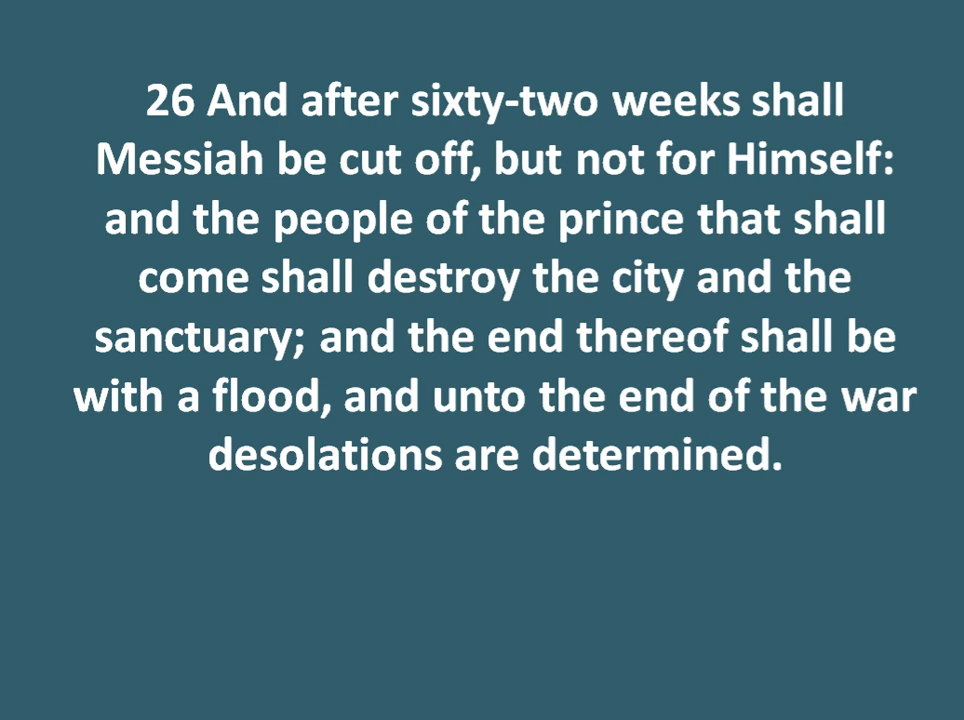 26 And after sixty-two weeks shall
Messiah be cut off, but not for Himself:
and the people of the prince that shall
come shall destroy the city and the
sanctuary; and the end thereof shall be
with a flood, and unto the end of the war
desolations are determined.